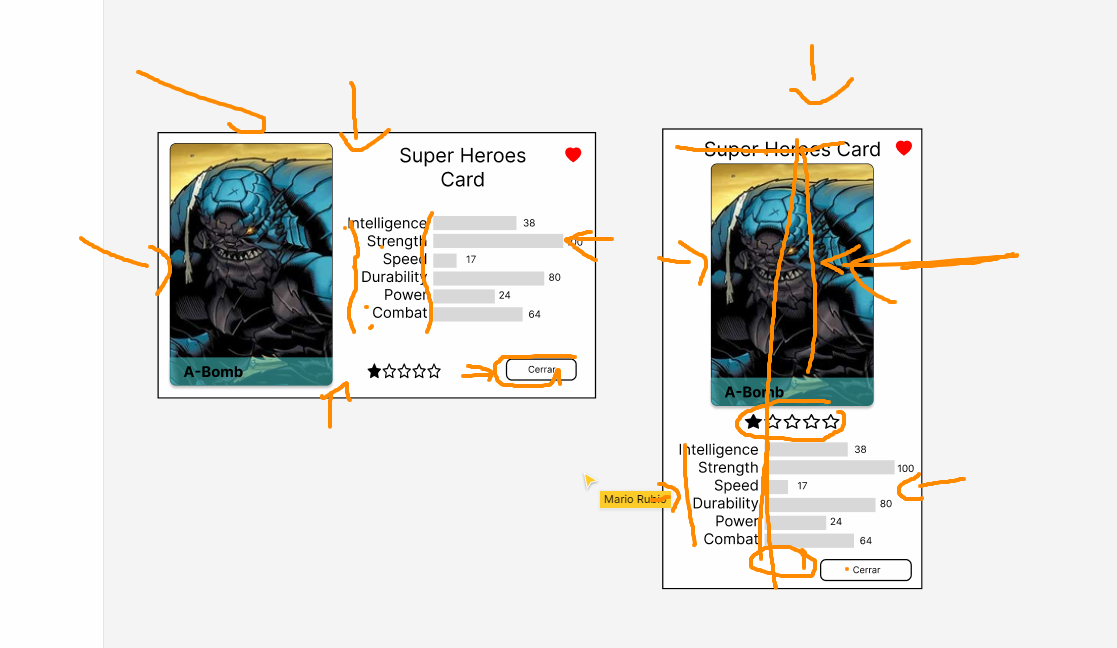 Super Heroes
Card
Intelligence 38
Strength 100
Speed 17
Durability 80
Power 24
Combat 64
A-Bomb
Cerrar
Super Heroes Card
A-Bomb
Intelligence 38
Strength 100
Speed 17
Durability 80
Power 24
Combat 64
Cerrar
Mario Rubio